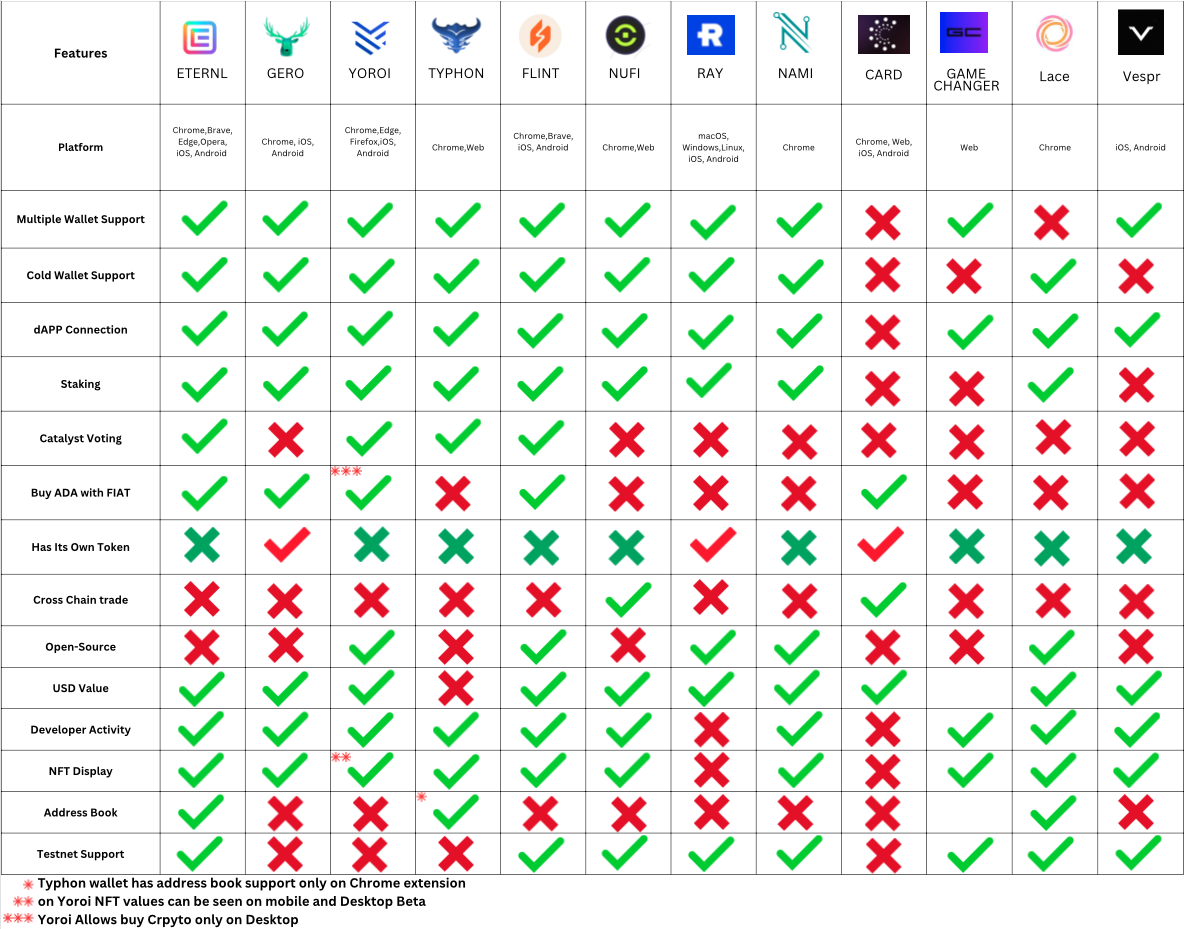 Features
ETERNL
GERO
YOROI
TYPHON
FLINT
NUFI
R
RAY
NAMI
CARD
GC
GAME
CHANGER
Lace
Vespr
Platform
Chrome,Brave,
Edge,Opera,
iOS, Android
Chrome, iOS,
Android
Chrome,Edge,
Firefox,iOS,
Android
Chrome,Web
Chrome,Brave,
iOS, Android
Chrome,Web
macOS,
Windows,Linux,
iOS, Android
Chrome
Chrome, Web,
iOS, Android
Web
Chrome
iOS, Android
Multiple Wallet Support
Cold Wallet Support
dAPP Connection
Staking
Catalyst Voting
Buy ADA with FIAT
***
Has Its Own Token
Cross Chain trade
Open-Source
USD Value
Developer Activity
NFT Display
**
Address Book
*
Testnet Support
* Typhon wallet has address book support only on Chrome extension
** on Yoroi NFT values can be seen on mobile and Desktop Beta
*** Yoroi Allows buy Crpyto only on Desktop